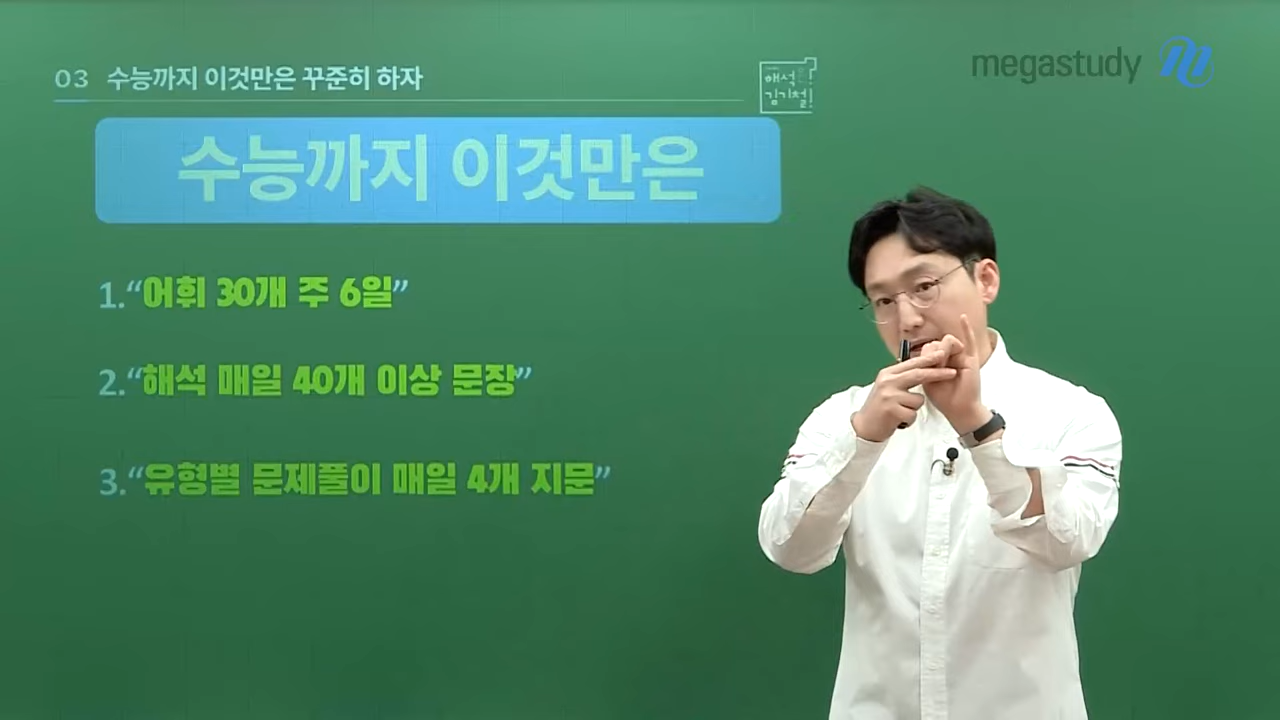 03 수능까지 이것만은 꾸준히 하자
해석은?
김기철!
megastudy
수능까지 이것만은
1.“어휘 30개 주 6일”
2.“해석 매일 40개 이상 문장”
3.“유형별 문제풀이 매일 4개 지문”